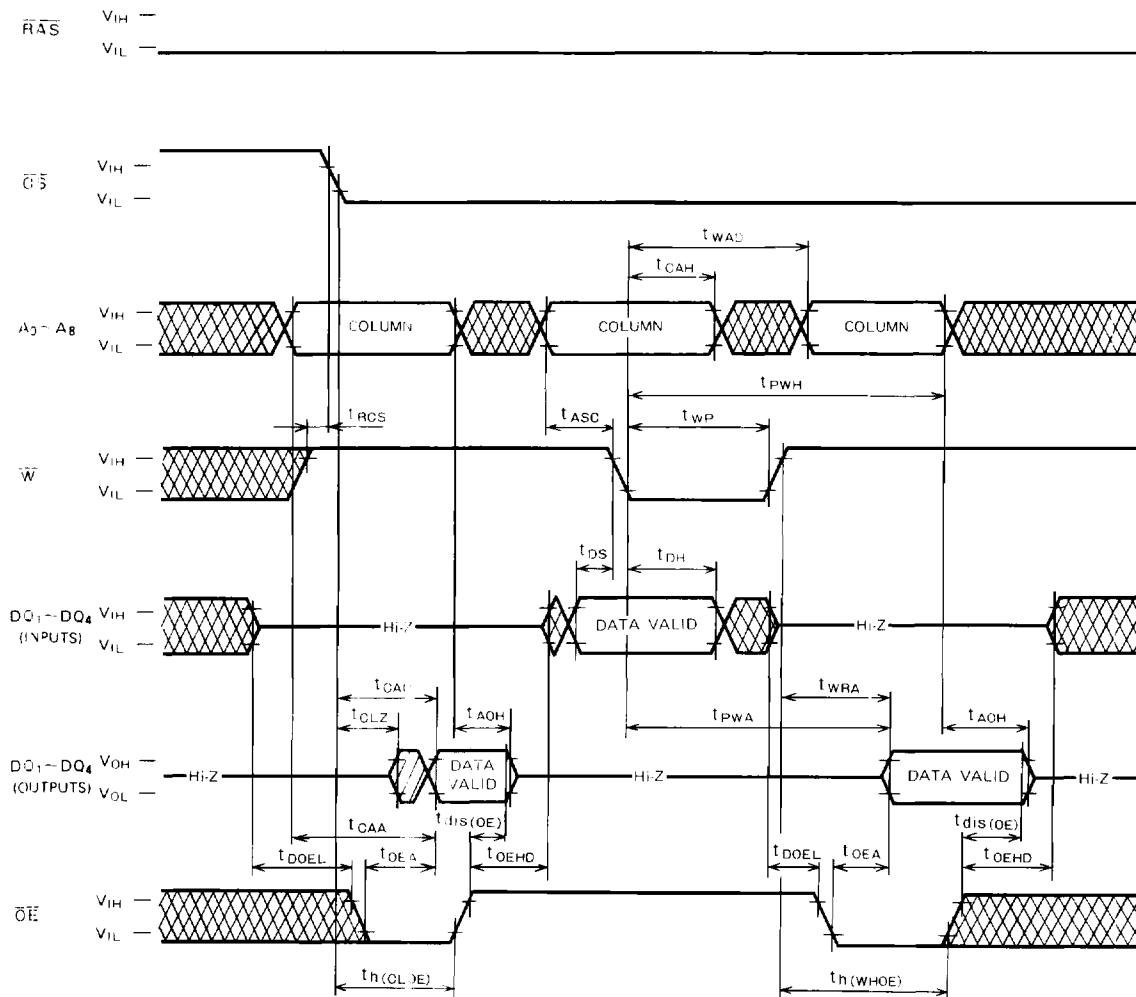 RAS VIH
VIL
CS VIH
VIL
tWAD
tCAH
A0~A8 VIH
VIL
COLUMN COLUMN COLUMN
tPWH
tRCS tASC tWP
W VIH
VIL
tDS tDH
DQ1~DQ4 VIH
(INPUTS)
VIL
Hi-Z DATA VALID Hi-Z
tCAC tWRA
tCLZ tAOH tPWA tAOH
DQ1~DQ4 VOH
(OUTPUTS) VOL
Hi-Z DATA VALID Hi-Z DATA VALID Hi-Z
tCAA tdis(OE) tdis(OE)
tDOEL tOEA tOEHD tDOEL tOEA tOEHD
OE VIH
VIL
th(CLOE) th(WHOE)